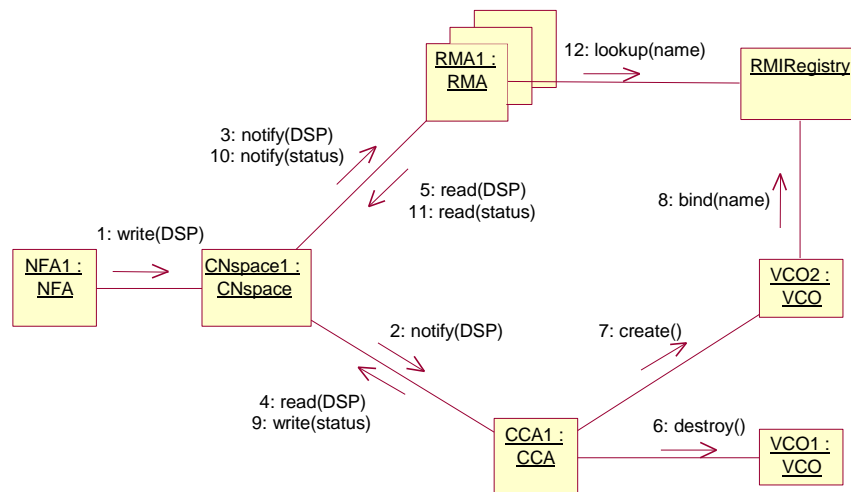 RMA1 :
RMA
12: lookup(name)
RMIRegistry
3: notify(DSP)
10: notify(status)
5: read(DSP)
11: read(status)
8: bind(name)
1: write(DSP)
NFA1 :
NFA
CNspace1 :
CNspace
VCO2 :
VCO
2: notify(DSP)
7: create()
4: read(DSP)
9: write(status)
CCA1 :
CCA
6: destroy()
VCO1 :
VCO